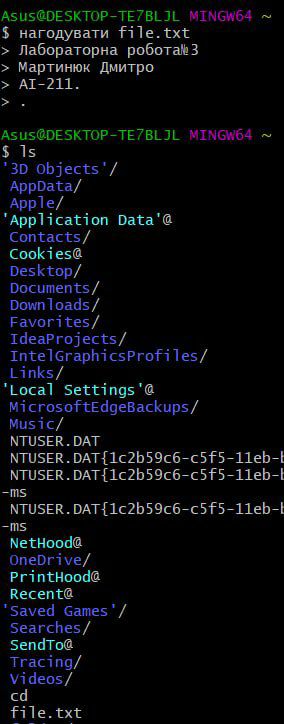 Asus@DESKTOP-TE7BLJL MINGW64 ~
$ нагодувати file.txt
> Лабораторна робота№3
> Мартинюк Дмитро
> АІ-211.
> .
Asus@DESKTOP-TE7BLJL MINGW64 ~
$ ls
'3D Objects'/
AppData/
Apple/
'Application Data'@
Contacts/
Cookies@
Desktop/
Documents/
Downloads/
Favorites/
IdeaProjects/
IntelGraphicsProfiles/
Links/
'Local Settings'@
MicrosoftEdgeBackups/
Music/
NTUSER.DAT
NTUSER.DAT{1c2b59c6-c5f5-11eb-b
NTUSER.DAT{1c2b59c6-c5f5-11eb-b
-ms
NTUSER.DAT{1c2b59c6-c5f5-11eb-b
-ms
NetHood@
OneDrive/
PrintHood@
Recent@
'Saved Games'/
Searches/
SendTo@
Tracing/
Videos/
cd
file.txt